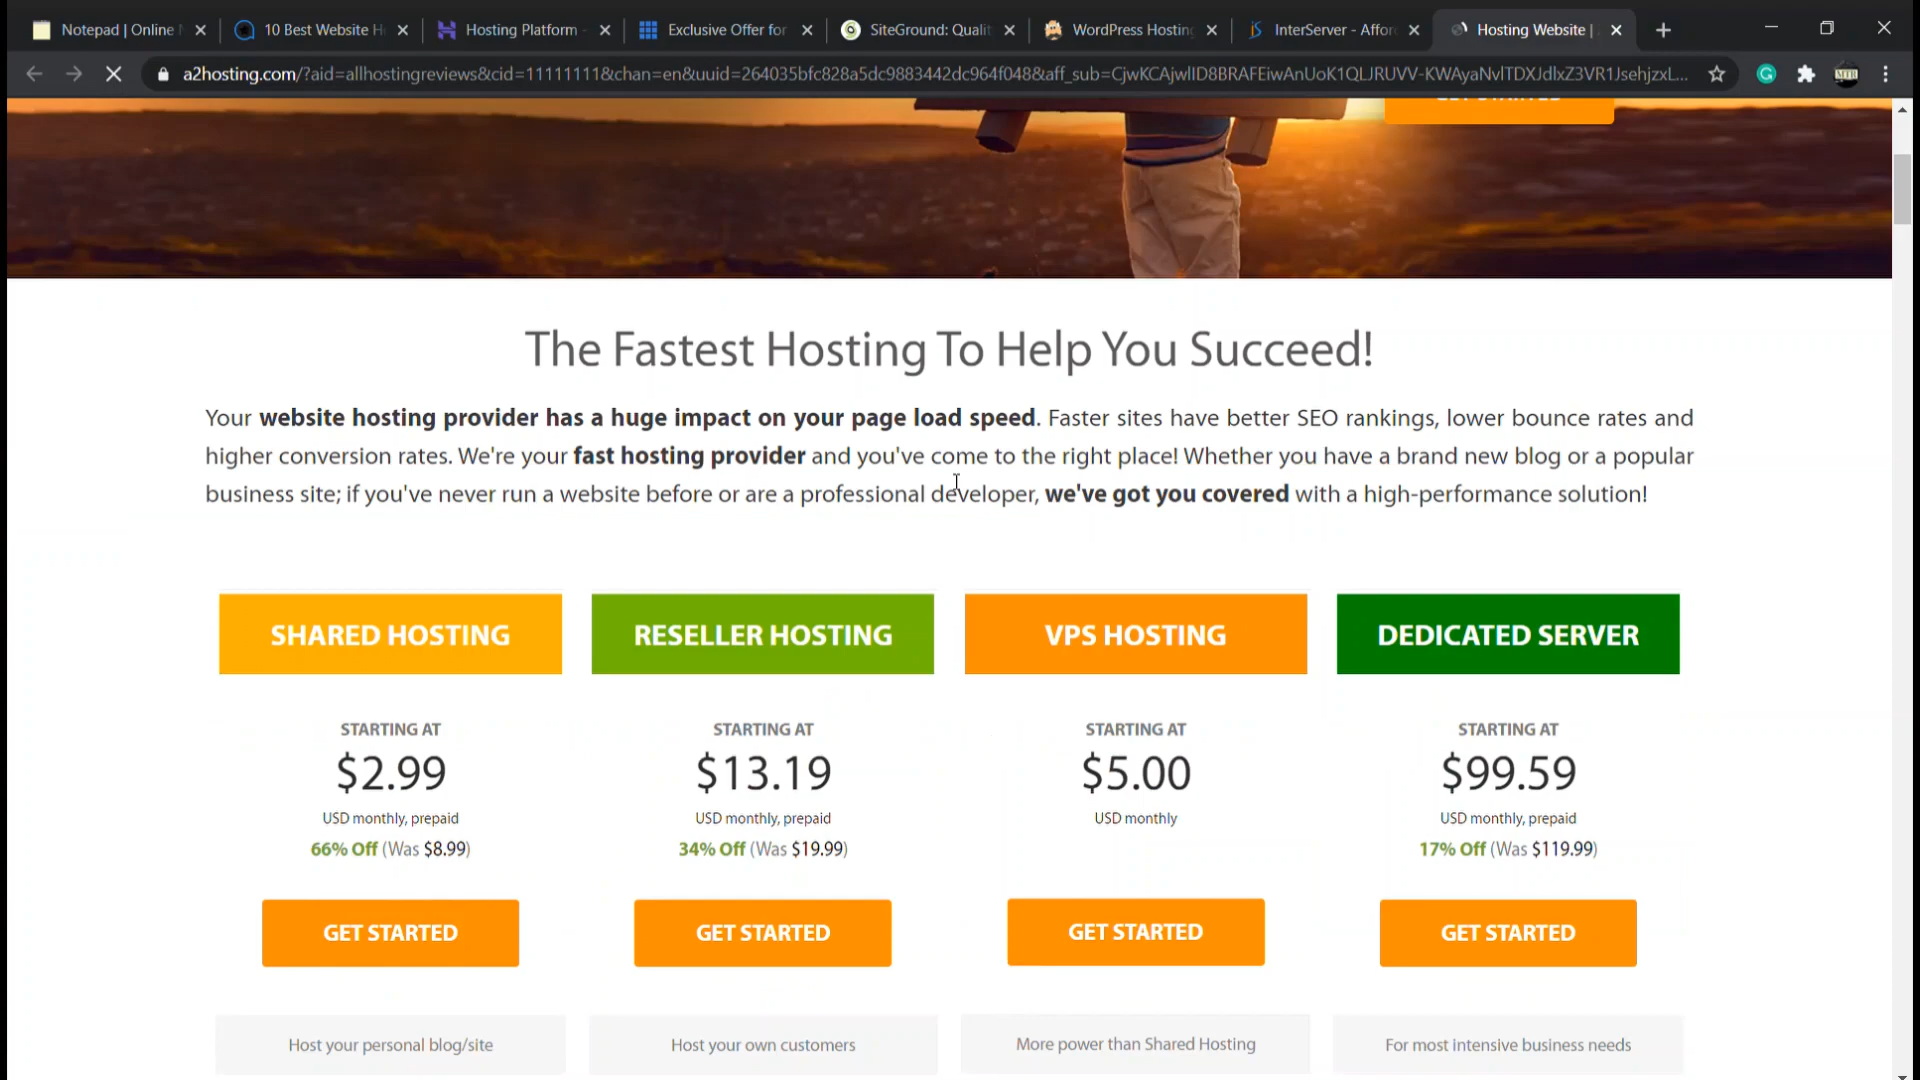 Notepad | Online
10 Best Website H
Hosting Platform -
Exclusive Offer for
SiteGround: Qualit
WordPress Hosting
InterServer - Affor
Hosting Website |
a2hosting.com/?aid=allhostingreviews&cid=11111111&chan=en&uuid=264035bfc828a5dc9883442dc964f048&aff_sub=CjwKCAjwlID8BRAFEiwAnUoK1QLJRUVV-KWAyaNvlTDXJdlxZ3VR1JsehjzxL...
The Fastest Hosting To Help You Succeed!
Your website hosting provider has a huge impact on your page load speed. Faster sites have better SEO rankings, lower bounce rates and
higher conversion rates. We're your fast hosting provider and you've come to the right place! Whether you have a brand new blog or a popular
business site; if you've never run a website before or are a professional developer, we've got you covered with a high-performance solution!
SHARED HOSTING
STARTING AT
$2.99
USD monthly, prepaid
66% Off (Was $8.99)
GET STARTED
Host your personal blog/site
RESELLER HOSTING
STARTING AT
$13.19
USD monthly, prepaid
34% Off (Was $19.99)
GET STARTED
Host your own customers
VPS HOSTING
STARTING AT
$5.00
USD monthly
GET STARTED
More power than Shared Hosting
DEDICATED SERVER
STARTING AT
$99.59
USD monthly, prepaid
17% Off (Was $119.99)
GET STARTED
For most intensive business needs